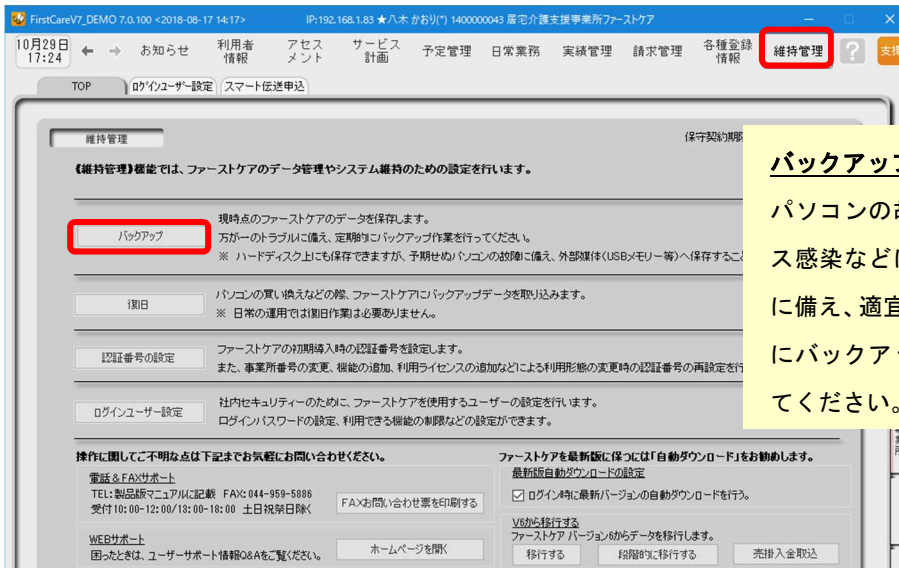 FirstCareV7_DEMO 7.0.100 <2018-08-17 14:17> IP:192.168.1.83 ★八木 かおり(*) 1400000043 居宅介護支援事業所ファーストケア
10月29日 17:24 ← → お知らせ 利用者情報 アセスメント サービス計画 予定管理 日常業務 実績管理 請求管理 各種登録情報 維持管理 ? 支援
TOP ログインユーザー設定 スマート伝送申込
維持管理 保守契約期
《維持管理》機能では、ファーストケアのデータ管理やシステム維持のための設定を行います。
バックアップ
現時点のファーストケアのデータを保存します。
万が一のトラブルに備え、定期的にバックアップ作業を行ってください。
※ ハードディスク上にも保存できますが、予期せぬパソコンの故障に備え、外部媒体(USBメモリー等)へ保存するこ
復旧
パソコンの買い換えなどの際、ファーストケアにバックアップデータを取り込みます。
※ 日常の運用では復旧作業は必要ありません。
認証番号の設定
ファーストケアの初期導入時の認証番号を設定します。
また、事業所番号の変更、機能の追加、利用ライセンスの追加などによる利用形態の変更時の認証番号の再設定を行
ログインユーザー設定
社内セキュリティーのために、ファーストケアを使用するユーザーの設定を行います。
ログインパスワードの設定、利用できる機能の制限などの設定ができます。
バックアップ
パソコンの故
ス感染などに
に備え、適宜
にバックアッ
てください。
操作に関してご不明な点は下記までお気軽にお問い合わせください。
電話&FAXサポート
TEL:製品版マニュアルに記載 FAX:044-959-5886
受付10:00-12:00/13:00-18:00 土日祝祭日除く
FAXお問い合わせ票を印刷する
WEBサポート
困ったときは、ユーザーサポート情報Q&Aをご覧ください。
ホームページを開く
ファーストケアを最新版に保つには「自動ダウンロード」をお勧めします。
最新版自動ダウンロードの設定
ログイン時に最新バージョンの自動ダウンロードを行う。
V6から移行する
ファーストケア バージョン6からデータを移行します。
移行する 段階的に移行する 売掛入金取込